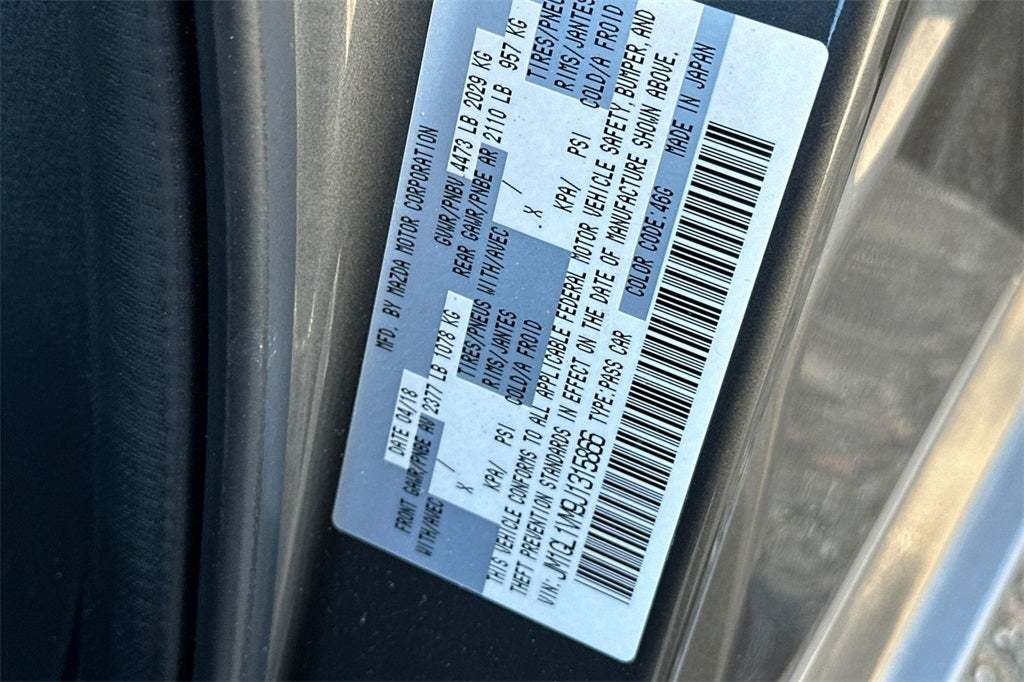 MFD. BY MAZDA MOTOR CORPORATION
DATE 04/18 GVWR/PNBV 4473 LB 2029 KG
FRONT GAWR/PNBE AV 2377 LB 1078 KG REAR GAWR/PNBE AR 2110 LB 957 KG
WITH/AVEC TIRES/PNEUS WITH/AVEC TIRES/PNEU
X / RIMS/JANTES X / RIMS/JANTES
KPA/ PSI COLD/A FROID KPA/ PSI COLD/A FROID
THIS VEHICLE CONFORMS TO ALL APPLICABLE FEDERAL MOTOR VEHICLE SAFETY, BUMPER, AND
THEFT PREVENTION STANDARDS IN EFFECT ON THE DATE OF MANUFACTURE SHOWN ABOVE.
VIN:JM1GL1VM9J1315866 TYPE:PASS CAR COLOR CODE:46G MADE IN JAPAN